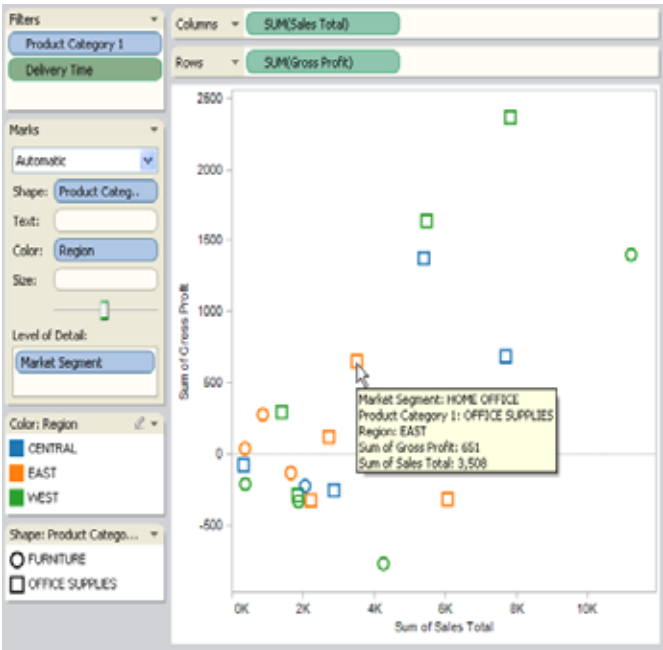 Filters
Product Category 1
Delivery Time
Columns
SUM(Sales Total)
Rows
SUM(Gross Profit)
Marks
Automatic
Shape:
Product Categ..
Text:
Color:
Region
Size:
Level of Detail:
Market Segment
Color: Region
CENTRAL
EAST
WEST
Shape: Product Catego...
FURNITURE
OFFICE SUPPLIES
Sum of Gross Profit
2500
2000
1500
1000
500
0
-500
Market Segment: HOME OFFICE
Product Category 1: OFFICE SUPPLIES
Region: EAST
Sum of Gross Profit: 651
Sum of Sales Total: 3,508
0K
2K
4K
6K
8K
10K
Sum of Sales Total